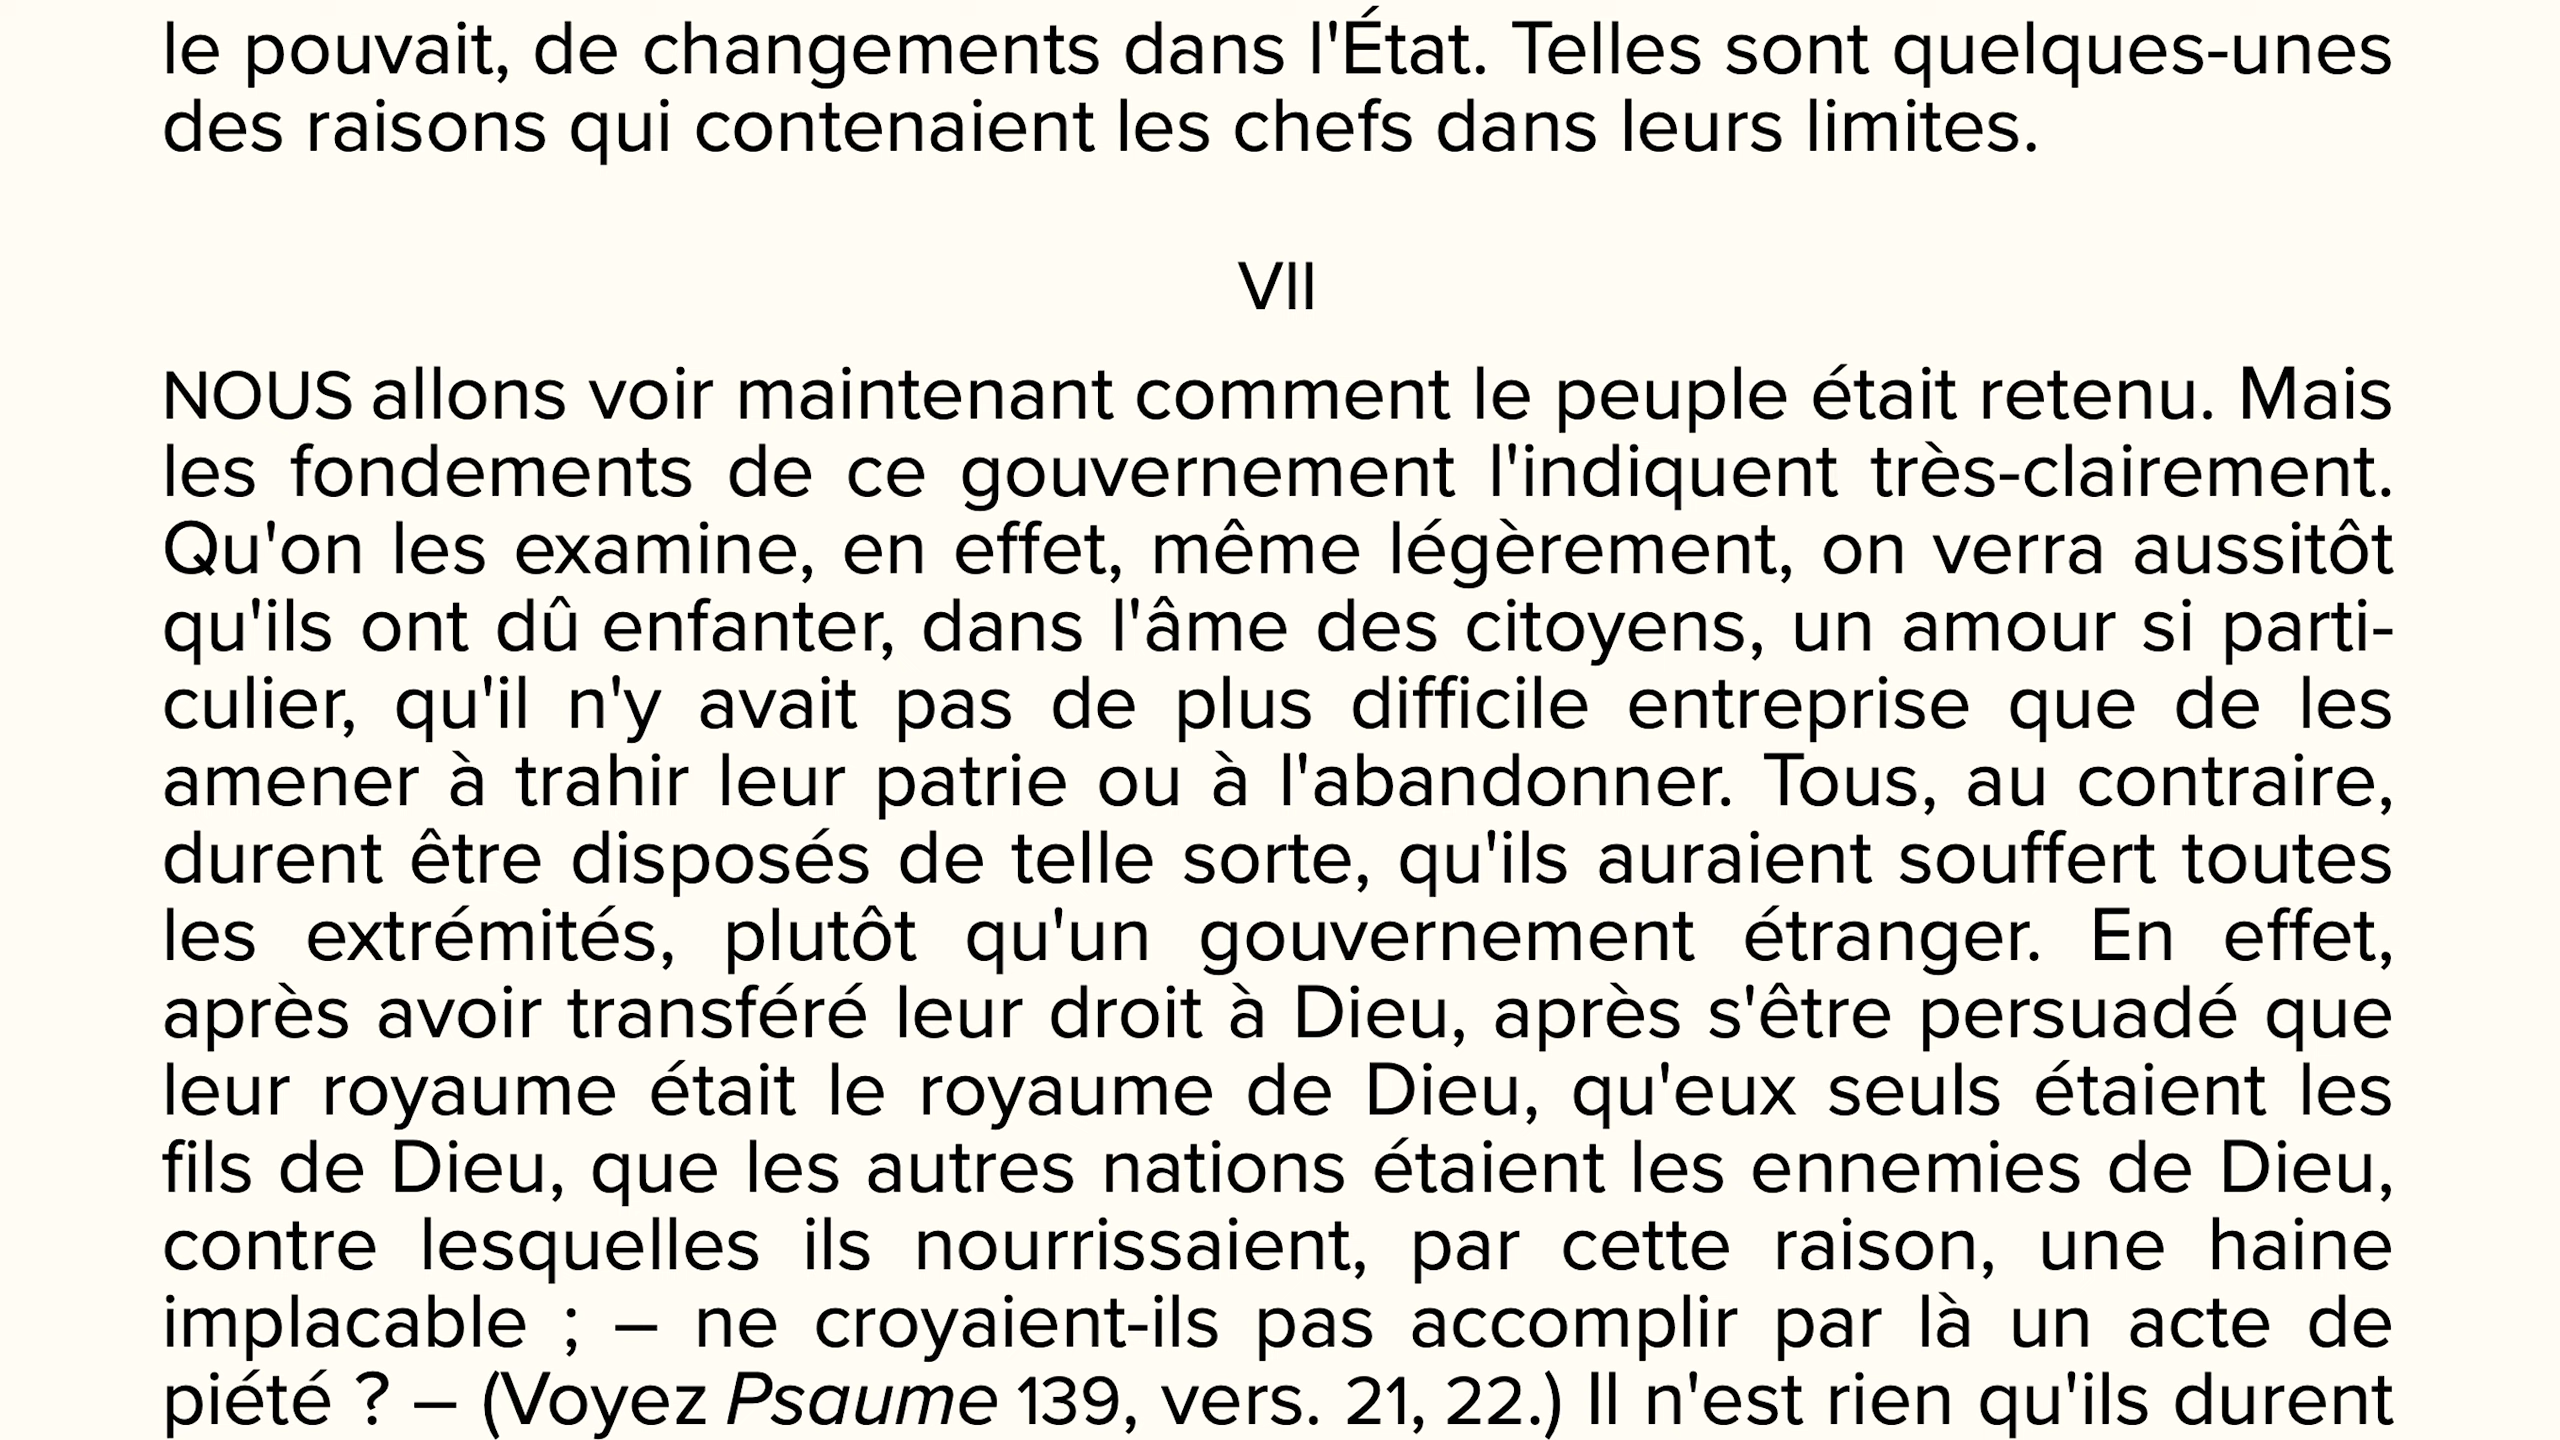 le pouvait, de changements dans l'État. Telles sont quelques-unes
des raisons qui contenaient les chefs dans leurs limites.
VII
NOUS allons voir maintenant comment le peuple était retenu. Mais
les fondements de ce gouvernement l'indiquent très-clairement.
Qu'on les examine, en effet, même légèrement, on verra aussitôt
qu'ils ont dû enfanter, dans l'âme des citoyens, un amour si parti-
culier, qu'il n'y avait pas de plus difficile entreprise que de les
amener à trahir leur patrie ou à l'abandonner. Tous, au contraire,
durent être disposés de telle sorte, qu'ils auraient souffert toutes
les extrémités, plutôt qu'un gouvernement étranger. En effet,
après avoir transféré leur droit à Dieu, après s'être persuadé que
leur royaume était le royaume de Dieu, qu'eux seuls étaient les
fils de Dieu, que les autres nations étaient les ennemies de Dieu,
contre lesquelles ils nourrissaient, par cette raison, une haine
implacable ; – ne croyaient-ils pas accomplir par là un acte de
piété ? – (Voyez Psaume 139, vers. 21, 22.) Il n'est rien qu'ils durent